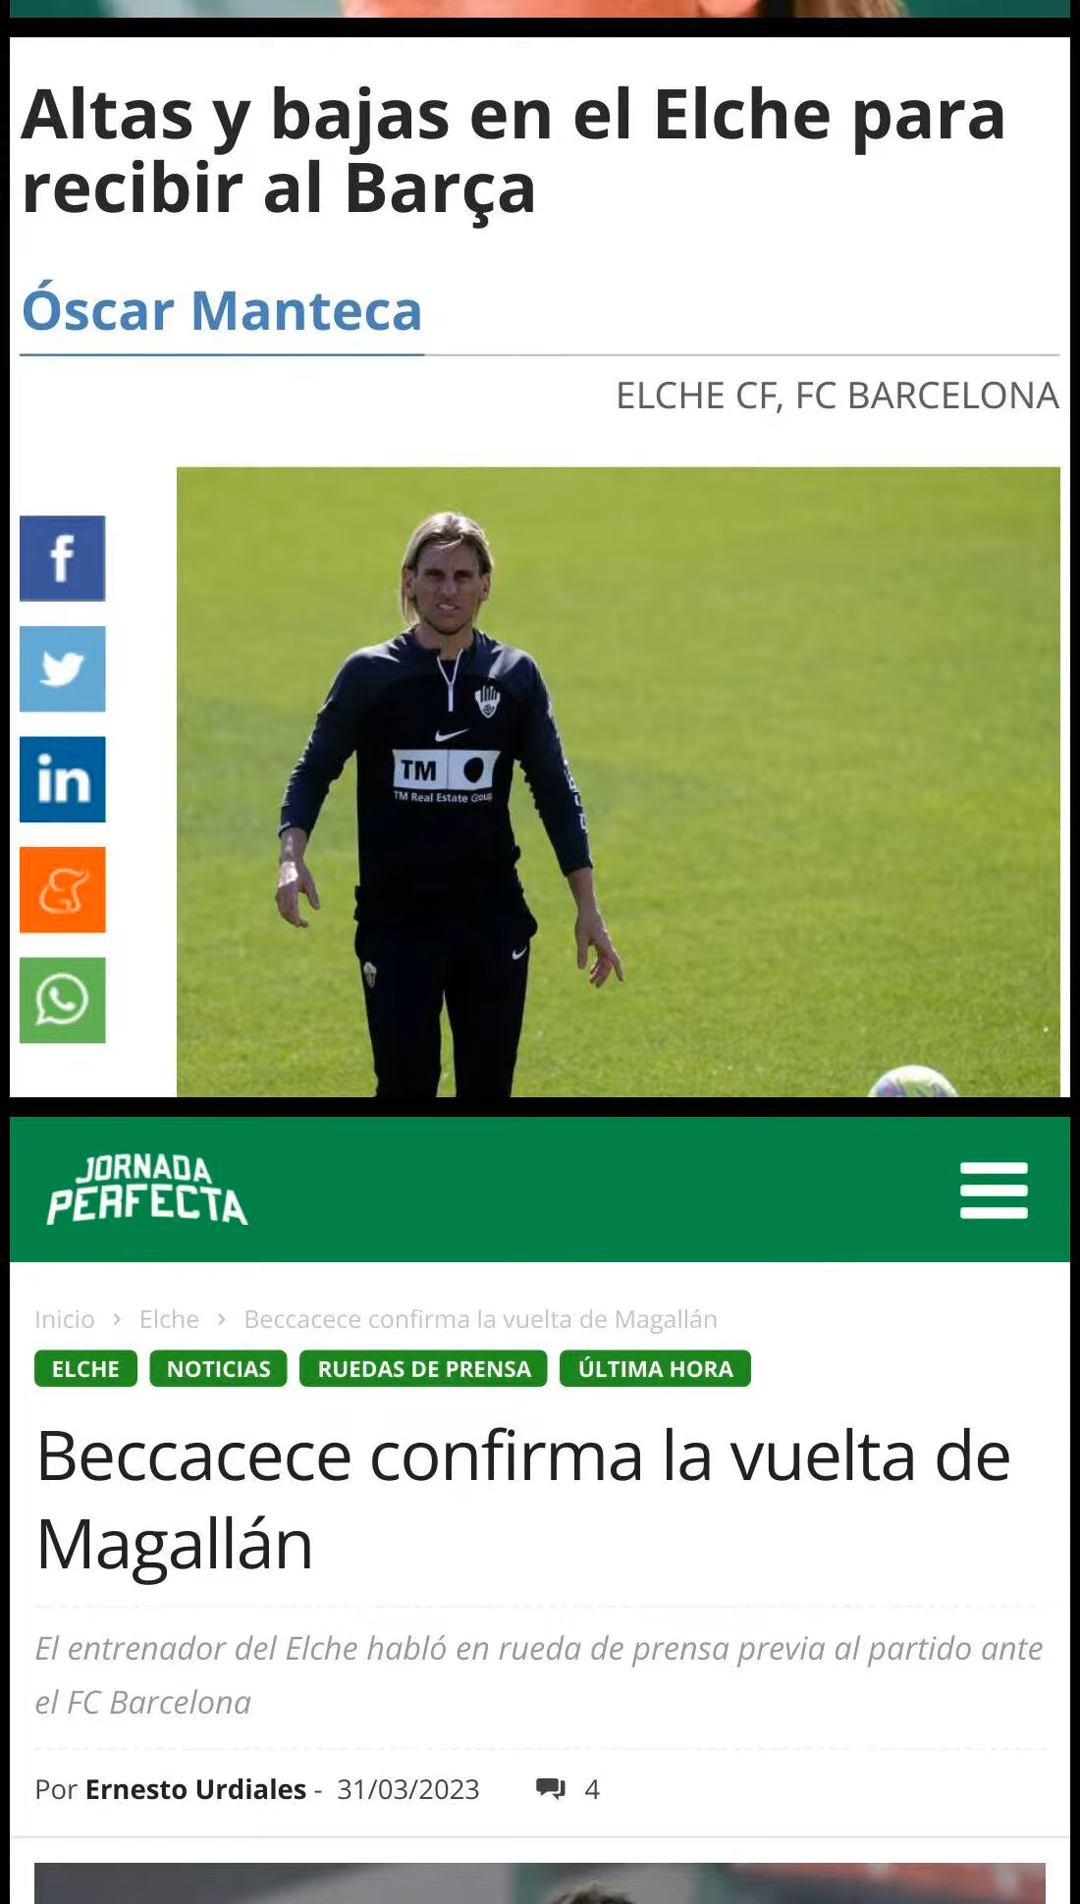 Altas y bajas en el Elche para
recibir al Barça
Óscar Manteca
ELCHE CF, FC BARCELONA
f
in
TM
TM Real Estate Group
JORNADA
PERFECTA
Inicio > Elche > Beccacece confirma la vuelta de Magallán
ELCHE NOTICIAS RUEDAS DE PRENSA ÚLTIMA HORA
Beccacece confirma la vuelta de
Magallán
El entrenador del Elche habló en rueda de prensa previa al partido ante
el FC Barcelona
Por Ernesto Urdiales - 31/03/2023 4